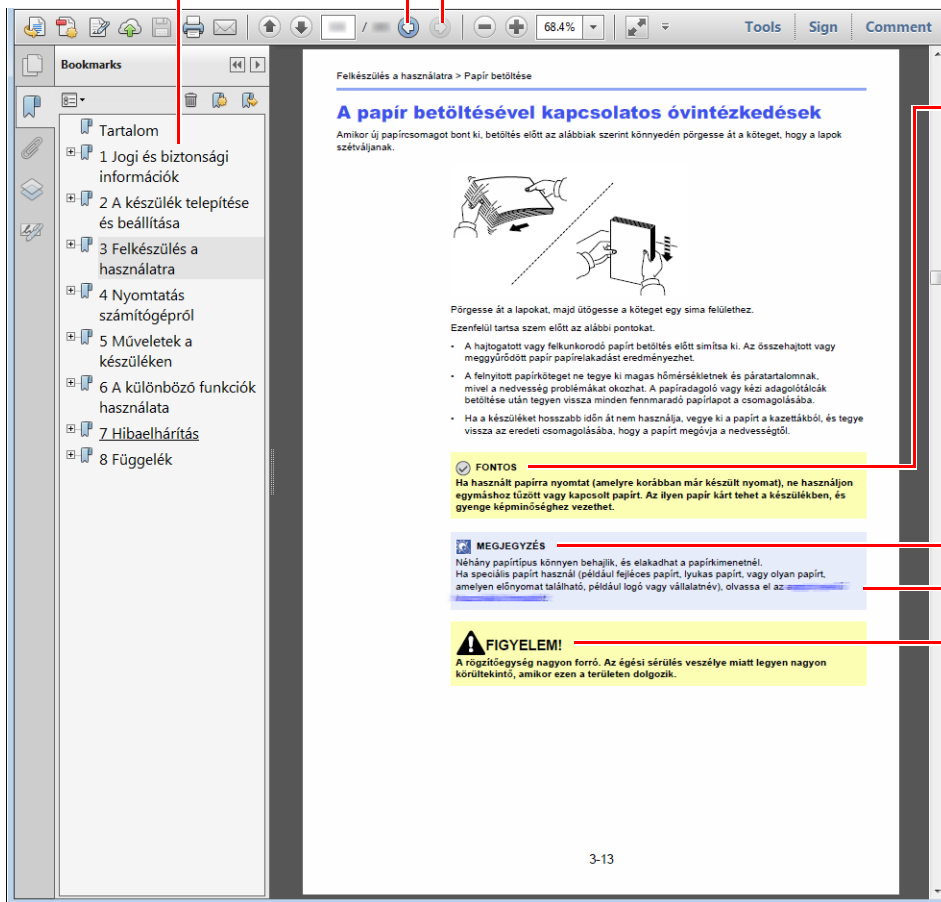 /
68.4%
Tools
Sign
Comment
Bookmarks
Tartalom
1 Jogi és biztonsági
információk
2 A készülék telepítése
és beállítása
3 Felkészülés a
használatra
4 Nyomtatás
számítógépről
5 Műveletek a
készüléken
6 A különböző funkciók
használata
7 Hibaelhárítás
8 Függelék
Felkészülés a használatra > Papír betöltése
A papír betöltésével kapcsolatos óvintézkedések
Amikor új papírcsomagot bont ki, betöltés előtt az alábbiak szerint könnyedén pörgesse át a köteget, hogy a lapok
szétváljanak.
Pörgesse át a lapokat, majd ütögesse a köteget egy sima felülethez.
Ezenfelül tartsa szem előtt az alábbi pontokat.
• A hajtogatott vagy felkunkorodó papírt betöltés előtt simítsa ki. Az összehajtott vagy
meggyűrődött papír papírelakadást eredményezhet.
• A felnyitott papírköteget ne tegye ki magas hőmérsékletnek és páratartalomnak,
mivel a nedvesség problémákat okozhat. A papíradagoló vagy kézi adagolótálcák
betöltése után tegyen vissza minden fennmaradó papírlapot a csomagolásába.
• Ha a készüléket hosszabb időn át nem használja, vegye ki a papírt a kazettákból, és tegye
vissza az eredeti csomagolásába, hogy a papírt megóvja a nedvességtől.
FONTOS
Ha használt papírra nyomtat (amelyre korábban már készült nyomat), ne használjon
egymáshoz tűzött vagy kapcsolt papírt. Az ilyen papír kárt tehet a készülékben, és
gyenge képminőséghez vezethet.
MEGJEGYZÉS
Néhány papírtípus könnyen behajlik, és elakadhat a papírkimenetnél.
Ha speciális papírt használ (például fejléces papírt, lyukas papírt, vagy olyan papírt,
amelyen előnyomat található, például logó vagy vállalatnév), olvassa el az
FIGYELEM!
A rögzítőegység nagyon forró. Az égési sérülés veszélye miatt legyen nagyon
körültekintő, amikor ezen a területen dolgozik.
3-13